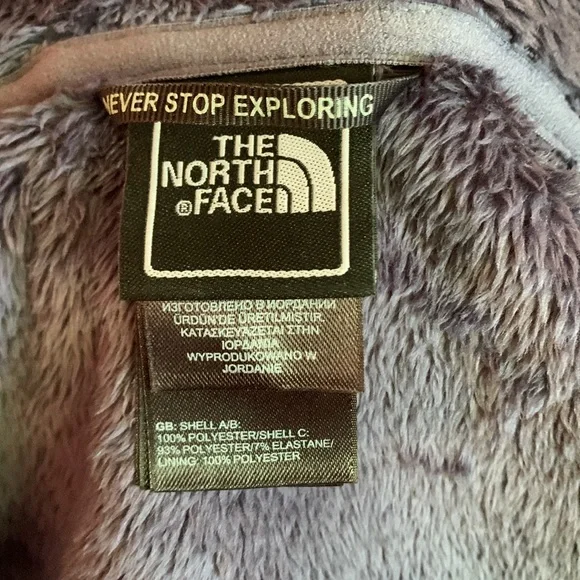 NEVER STOP EXPLORING
THE
NORTH
®FACE
ИЗГОТОВЛЕНО В ИОРДАНИИ
ÜRDÜN'DE ÜRETILMISTIR.
ΚΑΤΑΣΚΕΥΑΖΕΤΑΙ ΣΤΗΝ
ΙΟΡΔΑΝΙΑ
WYPRODUKOWANO W
JORDANIE
GB: SHELL A/B:
100% POLYESTER/SHELL C:
93% POLYESTER/7% ELASTANE/
LINING: 100% POLYESTER